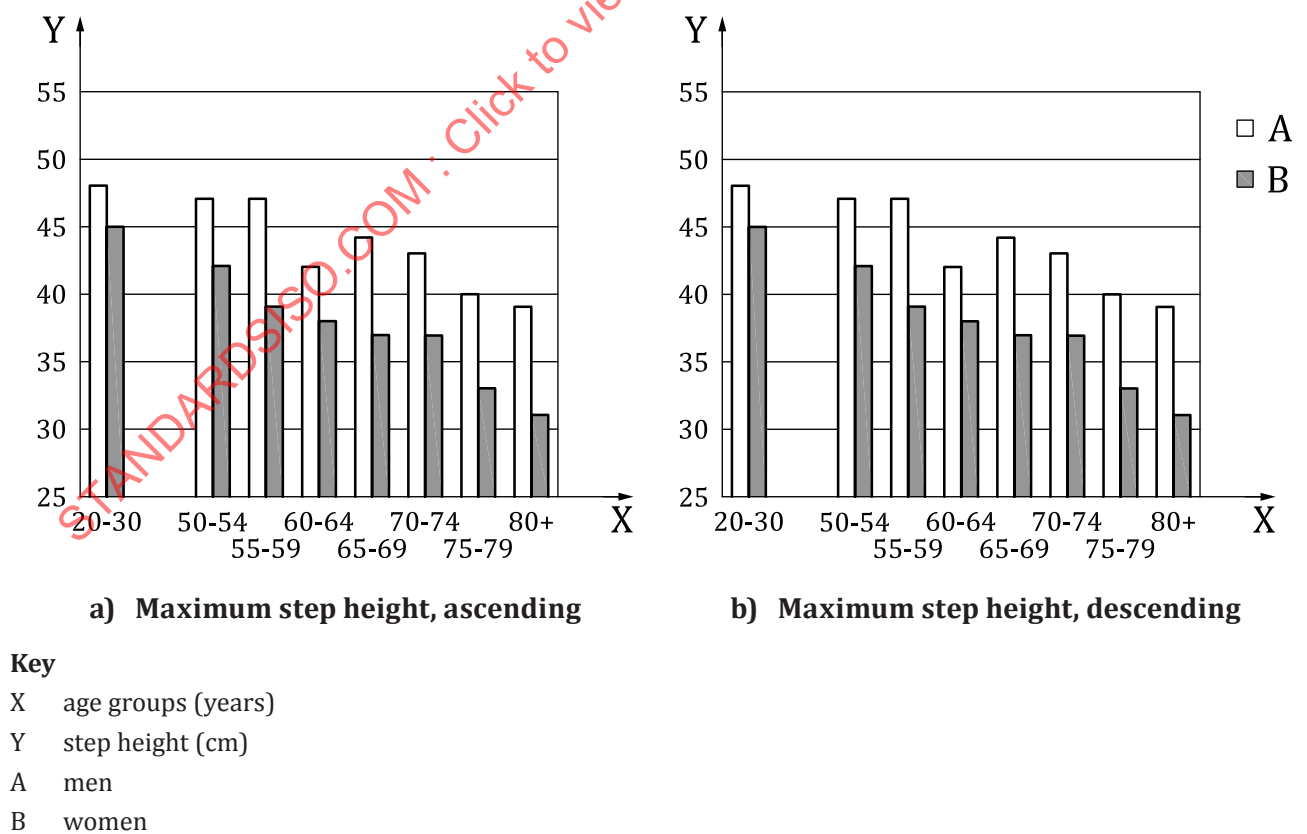 Y
55
50
45
40
35
30
25
20-30 50-54 60-64 70-74 80+
55-59 65-69 75-79
X
a) Maximum step height, ascending
Y
55
50
45
40
35
30
25
20-30 50-54 60-64 70-74 80+
55-59 65-69 75-79
X
A
B
b) Maximum step height, descending
STANDARDSISO.COM : Click to vie
Key
X age groups (years)
Y step height (cm)
A men
B women